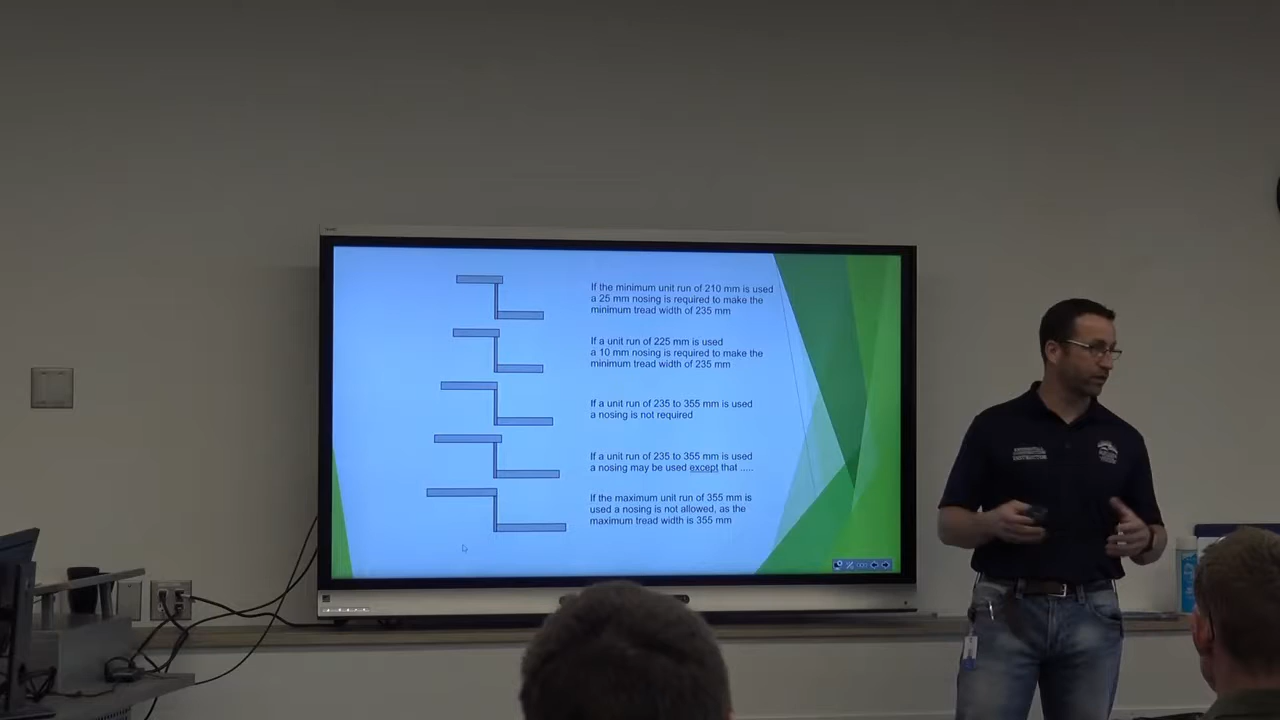 If the minimum unit run of 210 mm is used
a 25 mm nosing is required to make the
minimum tread width of 235 mm
If a unit run of 225 mm is used
a 10 mm nosing is required to make the
minimum tread width of 235 mm
If a unit run of 235 to 355 mm is used
a nosing is not required
If a unit run of 235 to 355 mm is used
a nosing may be used except that .....
If the maximum unit run of 355 mm is
used a nosing is not allowed, as the
maximum tread width is 355 mm